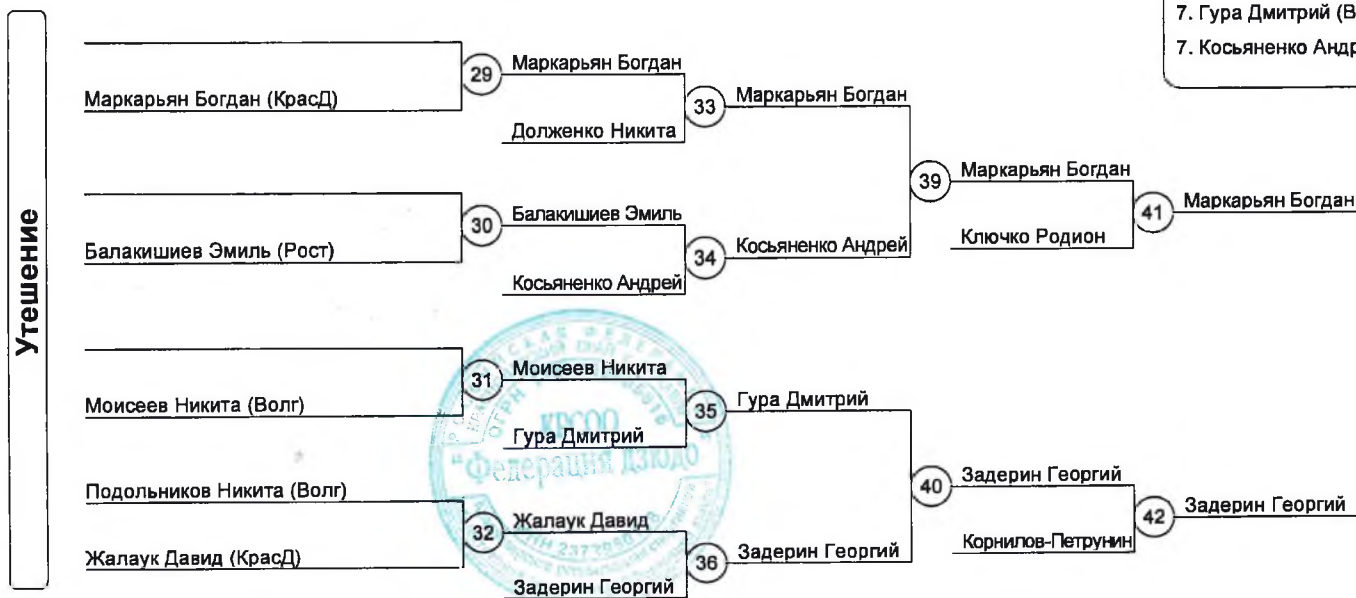 7. Гура Дмитрий (В
7. Косьяненко Андр
Утешение
29
Маркарьян Богдан
Маркарьян Богдан (КрасД)
33
Маркарьян Богдан
Долженко Никита
39
Маркарьян Богдан
30
Балакишиев Эмиль
41
Маркарьян Богдан
Балакишиев Эмиль (Рост)
34
Косьяненко Андрей
Ключко Родион
Косьяненко Андрей
31
Моисеев Никита
Моисеев Никита (Волг)
35
Гура Дмитрий
Гура Дмитрий
КРСОО
"Федерация дзюдо
Подольников Никита (Волг)
40
Задерин Георгий
32
Жалаук Давид
42
Задерин Георгий
Жалаук Давид (КрасД)
36
Задерин Георгий
Корнилов-Петрунин
Задерин Георгий